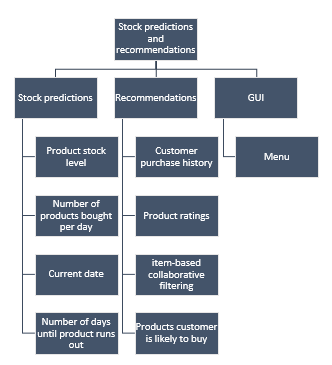 Stock predictions
and
recommendations
Stock predictions
Recommendations
GUI
Product stock
level
Number of
products bought
per day
Current date
Number of days
until product runs
out
Customer
purchase history
Product ratings
item-based
collaborative
filtering
Products customer
is likely to buy
Menu